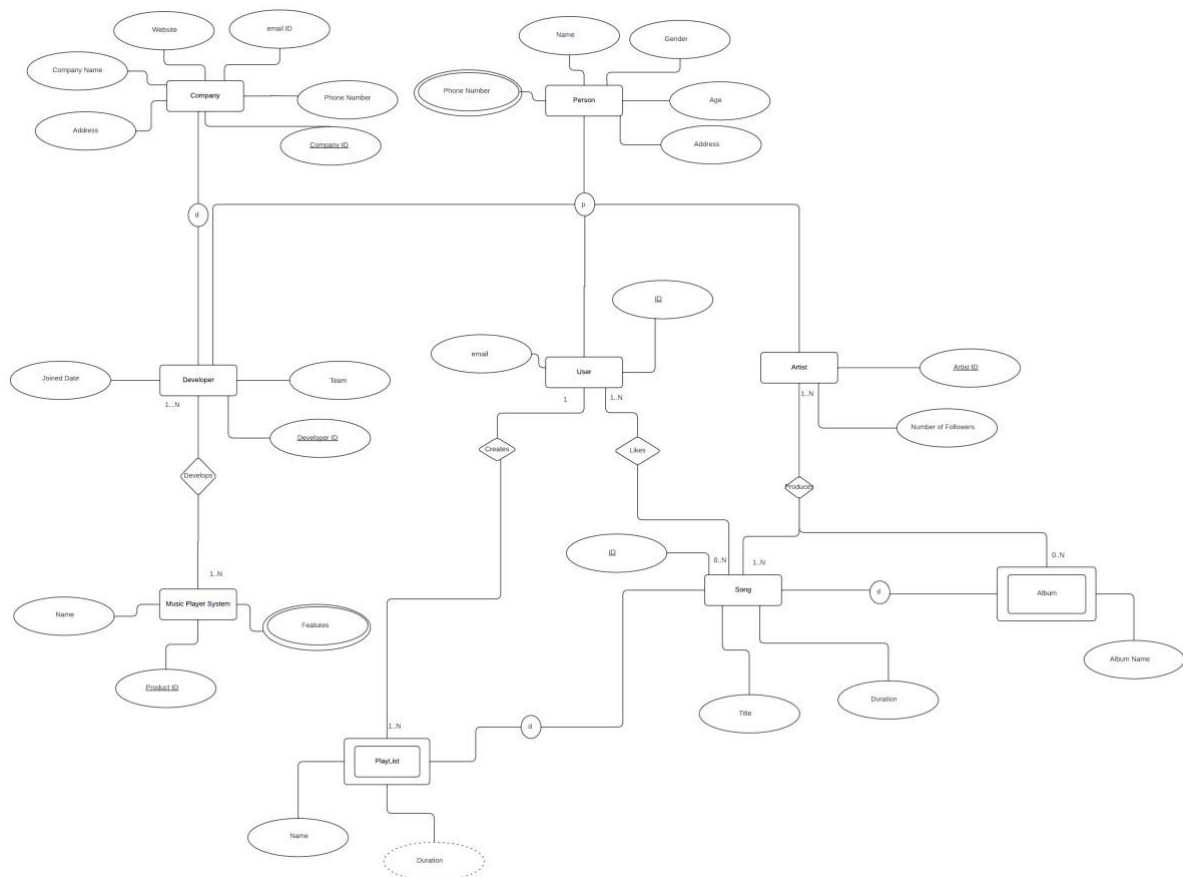 Website
email ID
Name
Gender
Company Name
Company
Phone Number
Phone Number
Person
Age
Address
Company ID
Address
d
p
ID
email
User
Artist
Artist ID
Joined Date
Developer
Team
1...N
1
1..N
1..N
Number of Followers
Developer ID
Creates
Likes
Develops
Produces
ID
0..N
1..N
0..N
1..N
Music Player System
Song
d
Album
Name
Features
Album Name
Product ID
Title
Duration
1..N
d
PlayList
Name
Duration